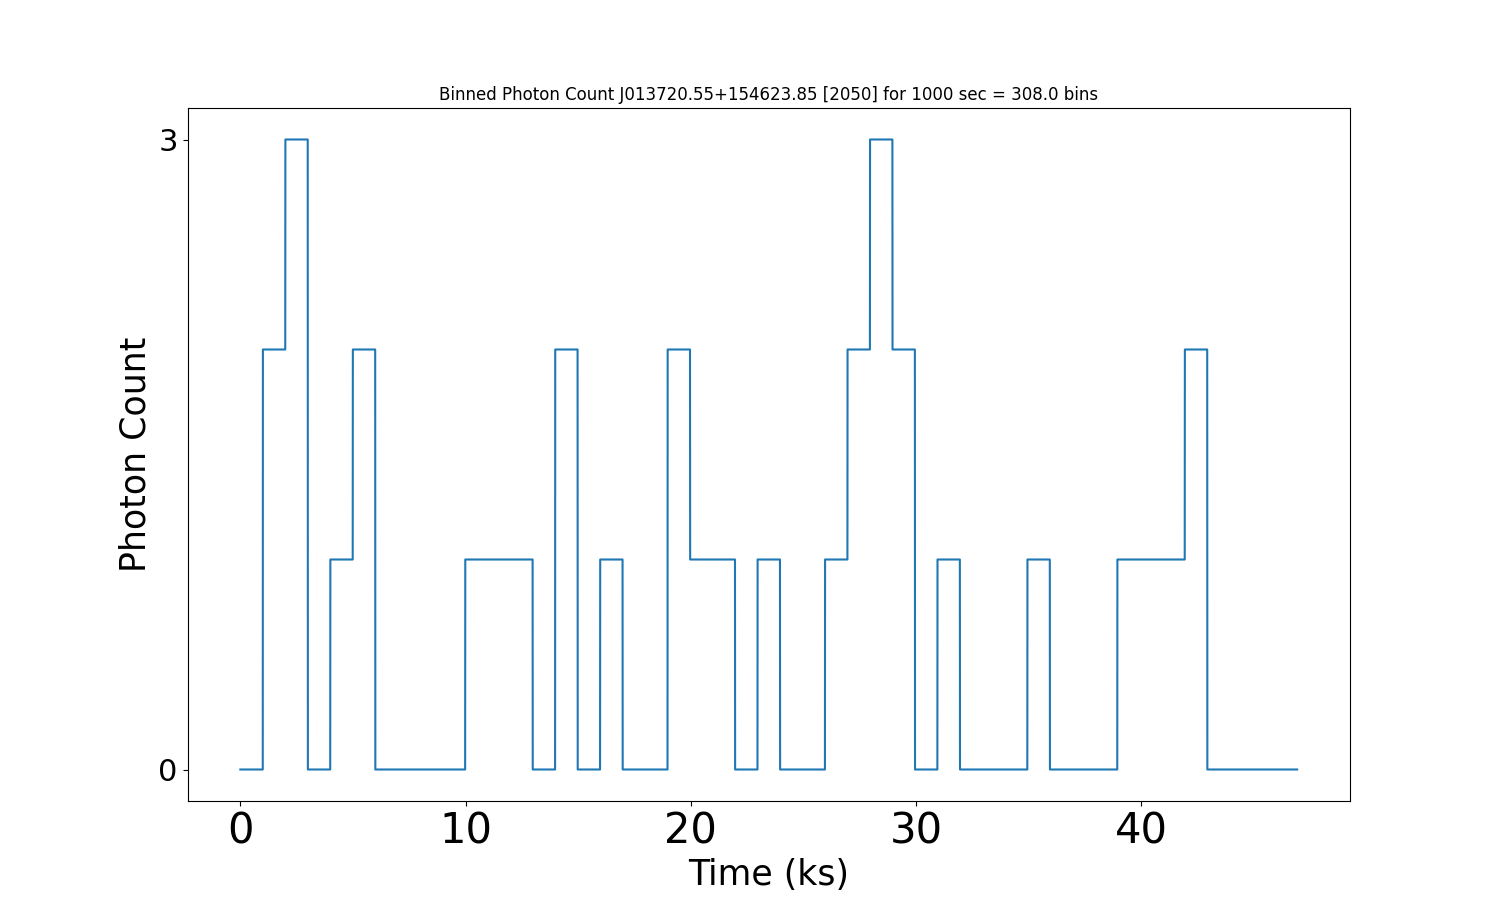 Binned Photon Count J013720.55+154623.85 [2050] for 1000 sec = 308.0 bins
3
Photon Count
0
0 10 20 30 40
Time (ks)